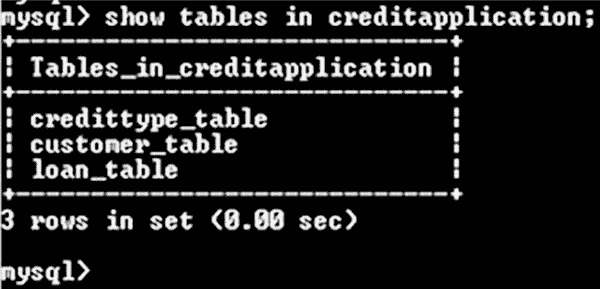 mysql> show tables in creditapplication;
+------------------------------+
| Tables_in_creditapplication |
+------------------------------+
| credittype_table |
| customer_table |
| loan_table |
+------------------------------+
3 rows in set (0.00 sec)
mysql>